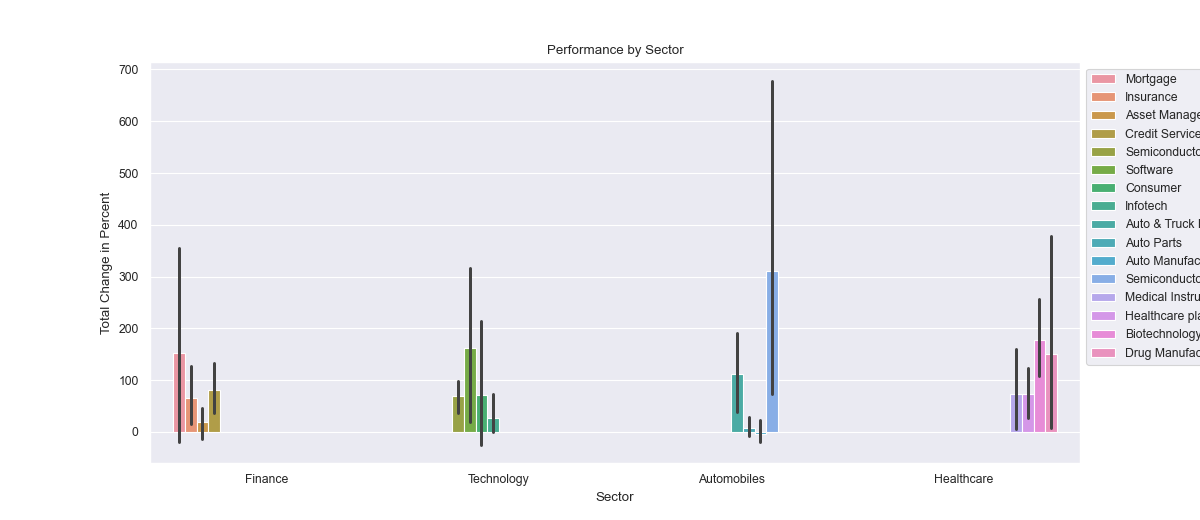 Performance by Sector
700
600
500
400
300
200
100
0
Total Change in Percent
Finance
Technology
Automobiles
Healthcare
Sector
Mortgage
Insurance
Asset Manage
Credit Service
Semiconducto
Software
Consumer
Infotech
Auto & Truck
Auto Parts
Auto Manufac
Semiconducto
Medical Instru
Healthcare pla
Biotechnology
Drug Manufac